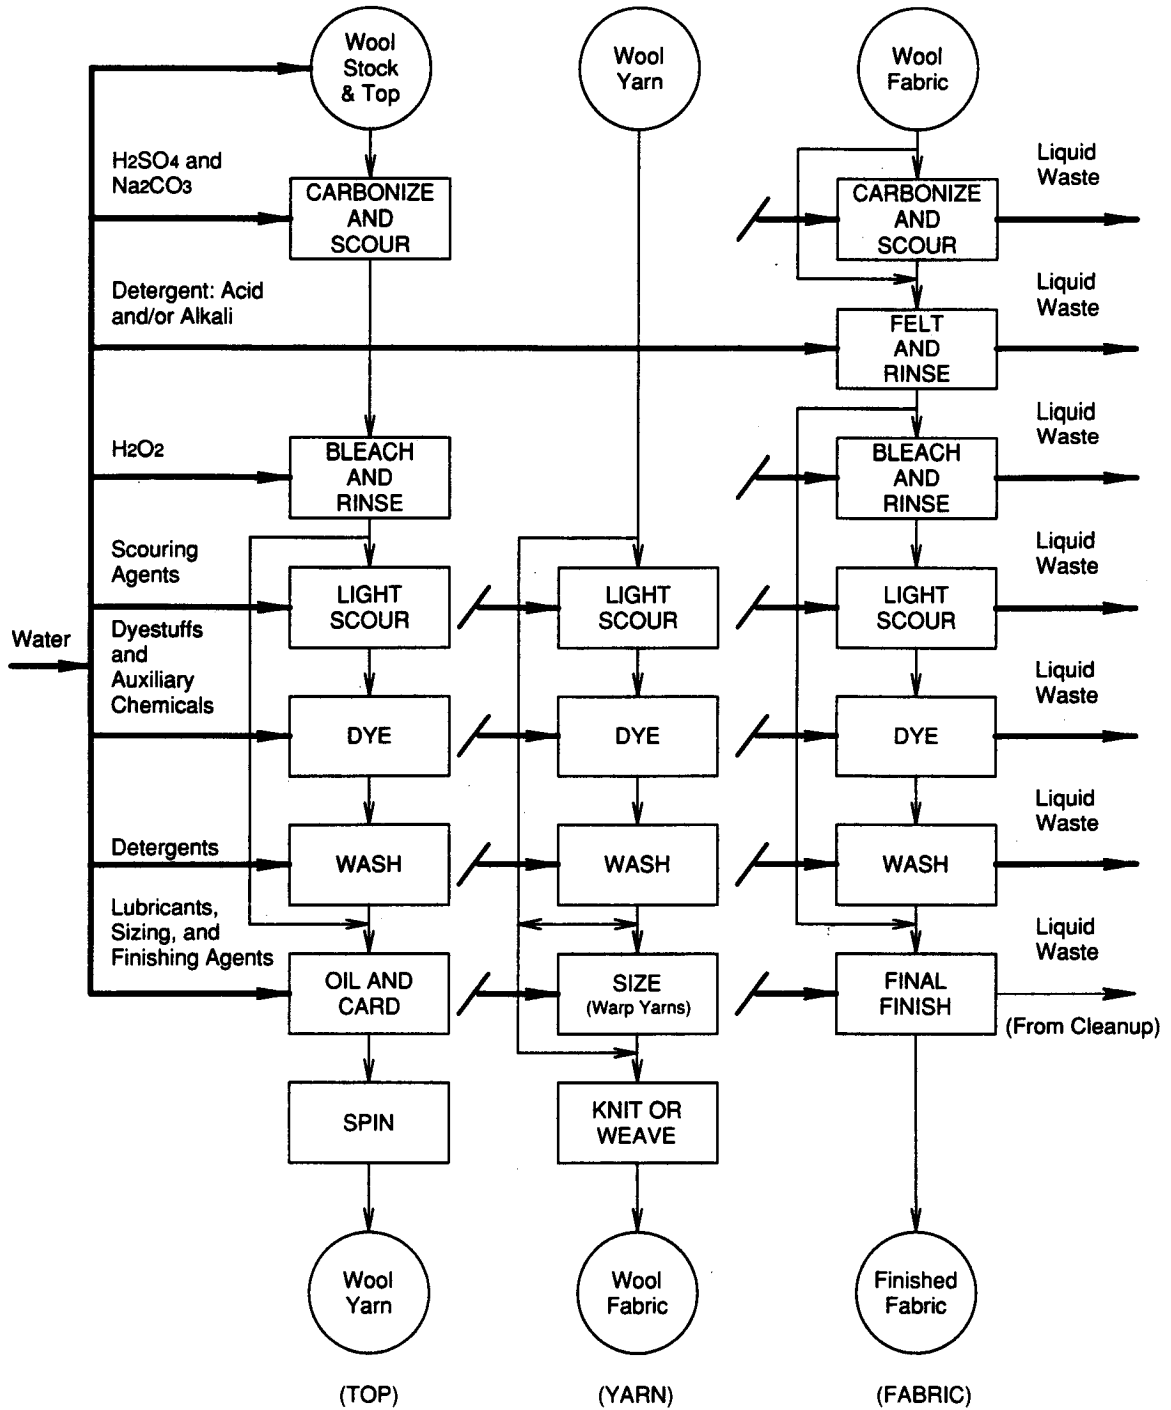 Wool
Stock
& Top
Wool
Yarn
Wool
Fabric
H2SO4 and
Na2CO3
CARBONIZE
AND
SCOUR
CARBONIZE
AND
SCOUR
Liquid
Waste
Detergent: Acid
and/or Alkali
FELT
AND
RINSE
Liquid
Waste
H2O2
BLEACH
AND
RINSE
BLEACH
AND
RINSE
Liquid
Waste
Scouring
Agents
LIGHT
SCOUR
LIGHT
SCOUR
LIGHT
SCOUR
Liquid
Waste
Water
Dyestuffs
and
Auxiliary
Chemicals
DYE
DYE
DYE
Liquid
Waste
Detergents
WASH
WASH
WASH
Liquid
Waste
Lubricants,
Sizing, and
Finishing Agents
OIL AND
CARD
SIZE
(Warp Yarns)
FINAL
FINISH
Liquid
Waste
(From Cleanup)
SPIN
KNIT OR
WEAVE
Wool
Yarn
Wool
Fabric
Finished
Fabric
(TOP)
(YARN)
(FABRIC)